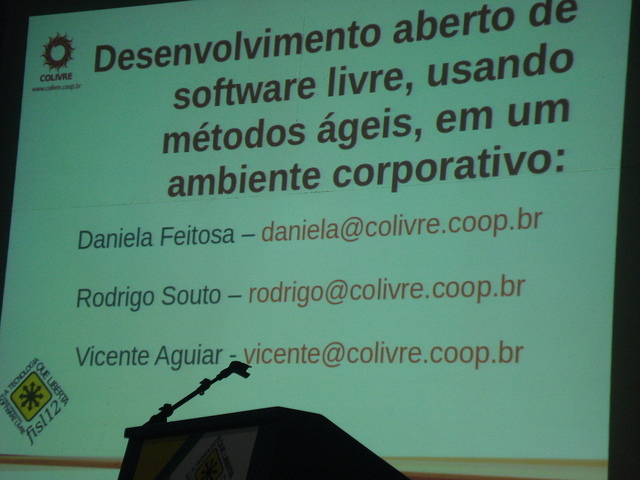 COLIVRE
www.colivre.coop.br
Desenvolvimento aberto de
software livre, usando
métodos ágeis, em um
ambiente corporativo:
Daniela Feitosa – daniela@colivre.coop.br
Rodrigo Souto – rodrigo@colivre.coop.br
Vicente Aguiar - vicente@colivre.coop.br
A TECNOLOGIA
QUE LIBERTA
SOFTWARE LIVRE
fisl12